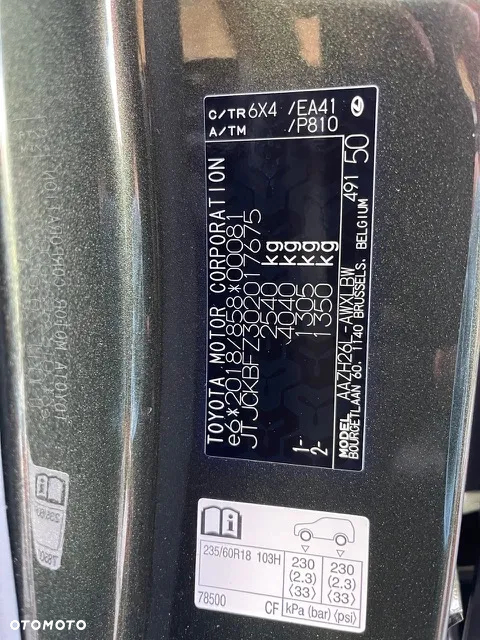 TOYOTA MOTOR CORPORATION
e6*2018/858*00081
JTJCKBFZ302017675
2540 kg
4040 kg
1- 1305 kg
2- 1350 kg
MODEL AAZH26L-AWXLBW 491 50
BOURGETLAAN 60. 1140 BRUSSELS. BELGIUM
C/TR 6X4 /EA41
A/TM /P810
235/60R18 103H
230 (2.3) (33)
230 (2.3) (33)
78500 CF kPa (bar) (psi)
OTOMOTO